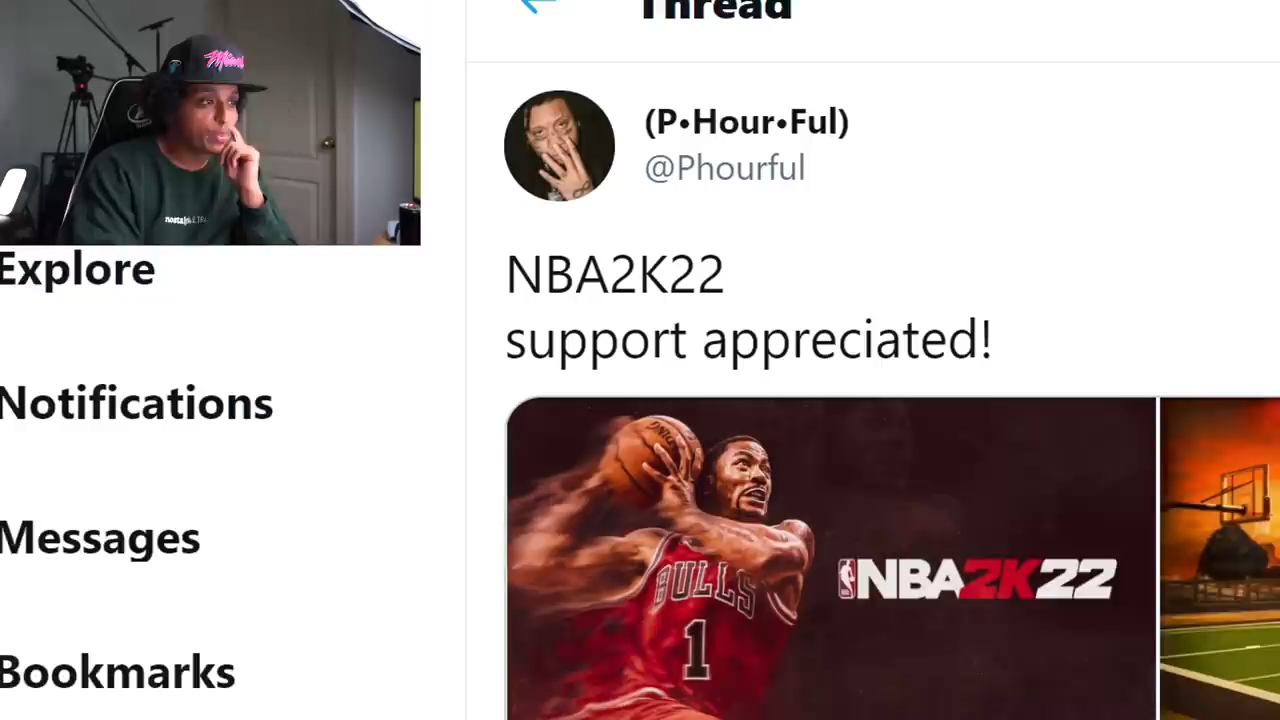 Thread
(P•Hour•Ful)
@Phourful
NBA2K22
support appreciated!
Explore
Notifications
Messages
Bookmarks
BULLS
1
NBA2K22